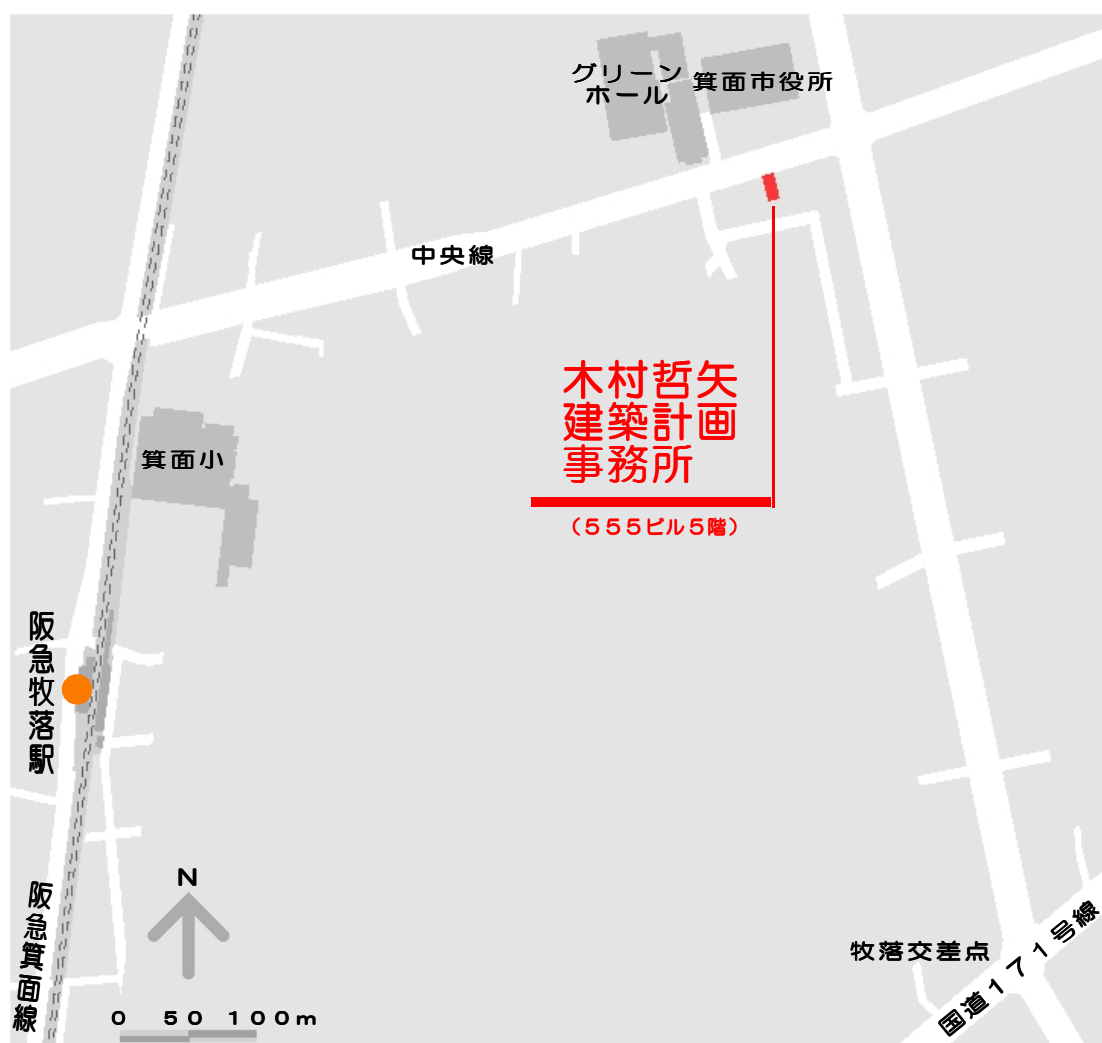 グリーン
ホール
箕面市役所
中央線
木村哲矢
建築計画
事務所
(555ビル5階)
箕面小
阪急牧落駅
N
阪急箕面線
牧落交差点
国道171号線
0 50 100m